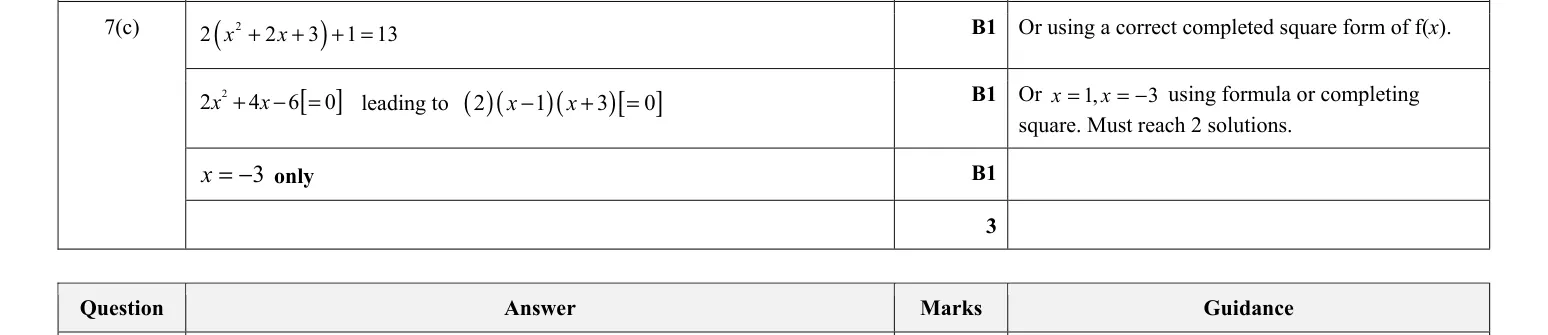 7(c) 2(x² + 2x + 3) + 1 = 13 B1 Or using a correct completed square form of f(x).
2x² + 4x − 6[= 0] leading to (2)(x − 1)(x + 3)[= 0] B1 Or x = 1, x = −3 using formula or completing
square. Must reach 2 solutions.
x = −3 only B1
3
Question Answer Marks Guidance